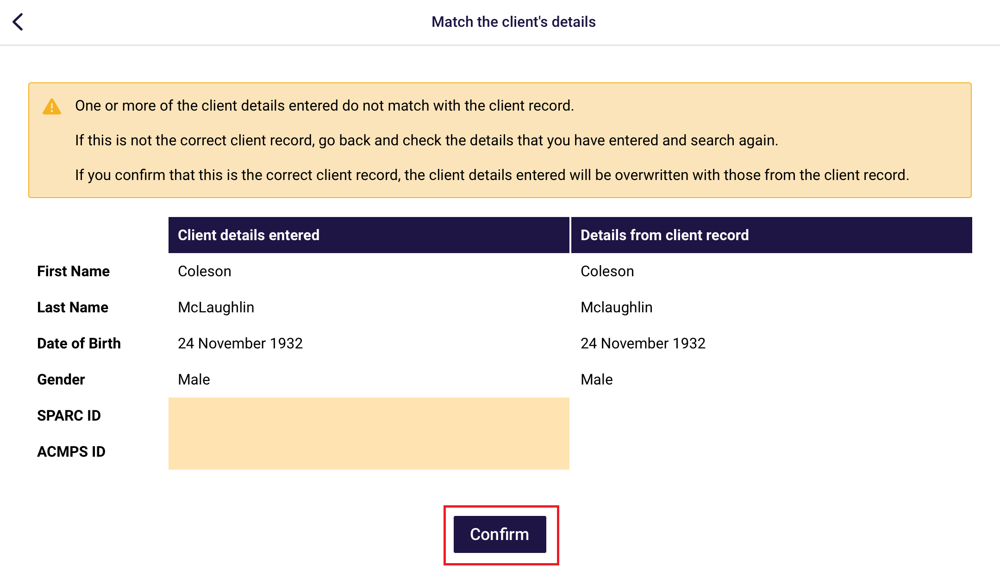 Match the client's details
One or more of the client details entered do not match with the client record.
If this is not the correct client record, go back and check the details that you have entered and search again.
If you confirm that this is the correct client record, the client details entered will be overwritten with those from the client record.
Client details entered Details from client record
First Name Coleson Coleson
Last Name McLaughlin Mclaughlin
Date of Birth 24 November 1932 24 November 1932
Gender Male Male
SPARC ID
ACMPS ID
Confirm